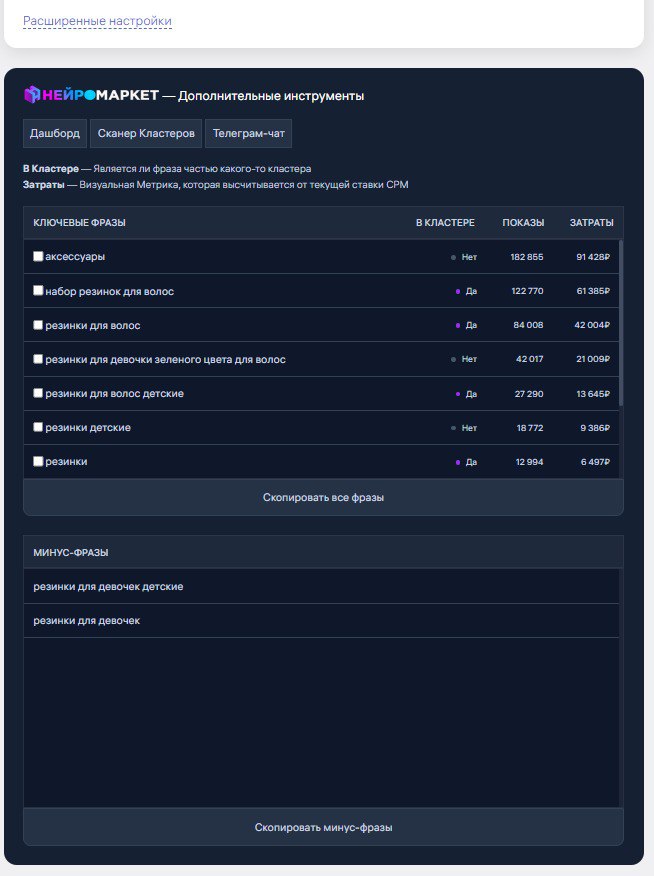 Расширенные настройки
НЕЙРОМАРКЕТ — Дополнительные инструменты
Дашборд Сканер Кластеров Телеграм-чат
В Кластере — Является ли фраза частью какого-то кластера
Затраты — Визуальная Метрика, которая высчитывается от текущей ставки СРМ
КЛЮЧЕВЫЕ ФРАЗЫ В КЛАСТЕРЕ ПОКАЗЫ ЗАТРАТЫ
аксессуары Нет 182 855 91 428₽
набор резинок для волос Да 122 770 61 385₽
резинки для волос Да 84 008 42 004₽
резинки для девочки зеленого цвета для волос Нет 42 017 21 009₽
резинки для волос детские Да 27 290 13 645₽
резинки детские Нет 18 772 9 386₽
резинки Да 12 994 6 497₽
Скопировать все фразы
МИНУС-ФРАЗЫ
резинки для девочек детские
резинки для девочек
Скопировать минус-фразы